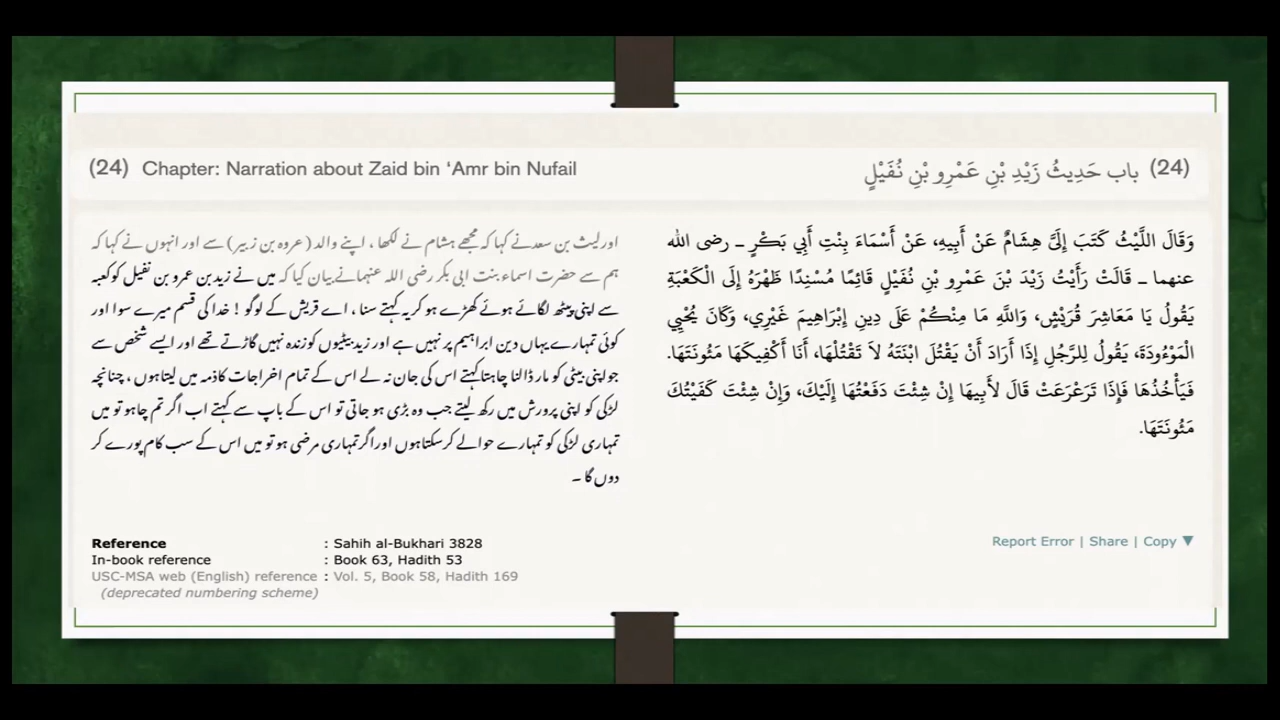 (24) Chapter: Narration about Zaid bin ‘Amr bin Nufail
(24) باب حَدِيثُ زَيْدِ بْنِ عَمْرِو بْنِ نُفَيْلٍ
اور لیث بن سعد نے کہا کہ مجھے ہشام نے لکھا ، اپنے والد ( عروہ بن زبیر ) سے اور انہوں نے کہا کہ
ہم سے حضرت اسماء بنت ابی بکر رضی اللہ عنہما نے بیان کیا کہ میں نے زید بن عمرو بن نفیل کو کعبہ
سے اپنی پیٹھ لگائے ہوئے کھڑے ہو کر یہ کہتے سنا ، اے قریش کے لوگو ! خدا کی قسم میرے سوا اور
کوئی تمہارے یہاں دین ابراہیم پر نہیں ہے اور زید بیٹیوں کو زندہ نہیں گاڑتے تھے اور ایسے شخص سے
جو اپنی بیٹی کو مار ڈالنا چاہتا کہتے اس کی جان نہ لے اس کے تمام اخراجات کا ذمہ میں لیتا ہوں ، چنانچہ
لڑکی کو اپنی پرورش میں رکھ لیتے جب وہ بڑی ہو جاتی تو اس کے باپ سے کہتے اب اگر تم چاہو تو میں
تمہاری لڑکی کو تمہارے حوالے کر سکتا ہوں اور اگر تمہاری مرضی ہو تو میں اس کے سب کام پورے کر
دوں گا ۔
وَقَالَ اللَّيْثُ كَتَبَ إِلَىَّ هِشَامٌ عَنْ أَبِيهِ، عَنْ أَسْمَاءَ بِنْتِ أَبِي بَكْرٍ ـ رضى الله
عنهما ـ قَالَتْ رَأَيْتُ زَيْدَ بْنَ عَمْرِو بْنِ نُفَيْلٍ قَائِمًا مُسْنِدًا ظَهْرَهُ إِلَى الْكَعْبَةِ
يَقُولُ يَا مَعَاشِرَ قُرَيْشٍ، وَاللَّهِ مَا مِنْكُمْ عَلَى دِينِ إِبْرَاهِيمَ غَيْرِي، وَكَانَ يُحْيِي
الْمَوْءُودَةَ، يَقُولُ لِلرَّجُلِ إِذَا أَرَادَ أَنْ يَقْتُلَ ابْنَتَهُ لاَ تَقْتُلْهَا، أَنَا أَكْفِيكَهَا مَئُونَتَهَا.
فَيَأْخُذُهَا فَإِذَا تَرَعْرَعَتْ قَالَ لأَبِيهَا إِنْ شِئْتَ دَفَعْتُهَا إِلَيْكَ، وَإِنْ شِئْتَ كَفَيْتُكَ
مَئُونَتَهَا.
Reference : Sahih al-Bukhari 3828
In-book reference : Book 63, Hadith 53
USC-MSA web (English) reference : Vol. 5, Book 58, Hadith 169
(deprecated numbering scheme)
Report Error | Share | Copy ▼